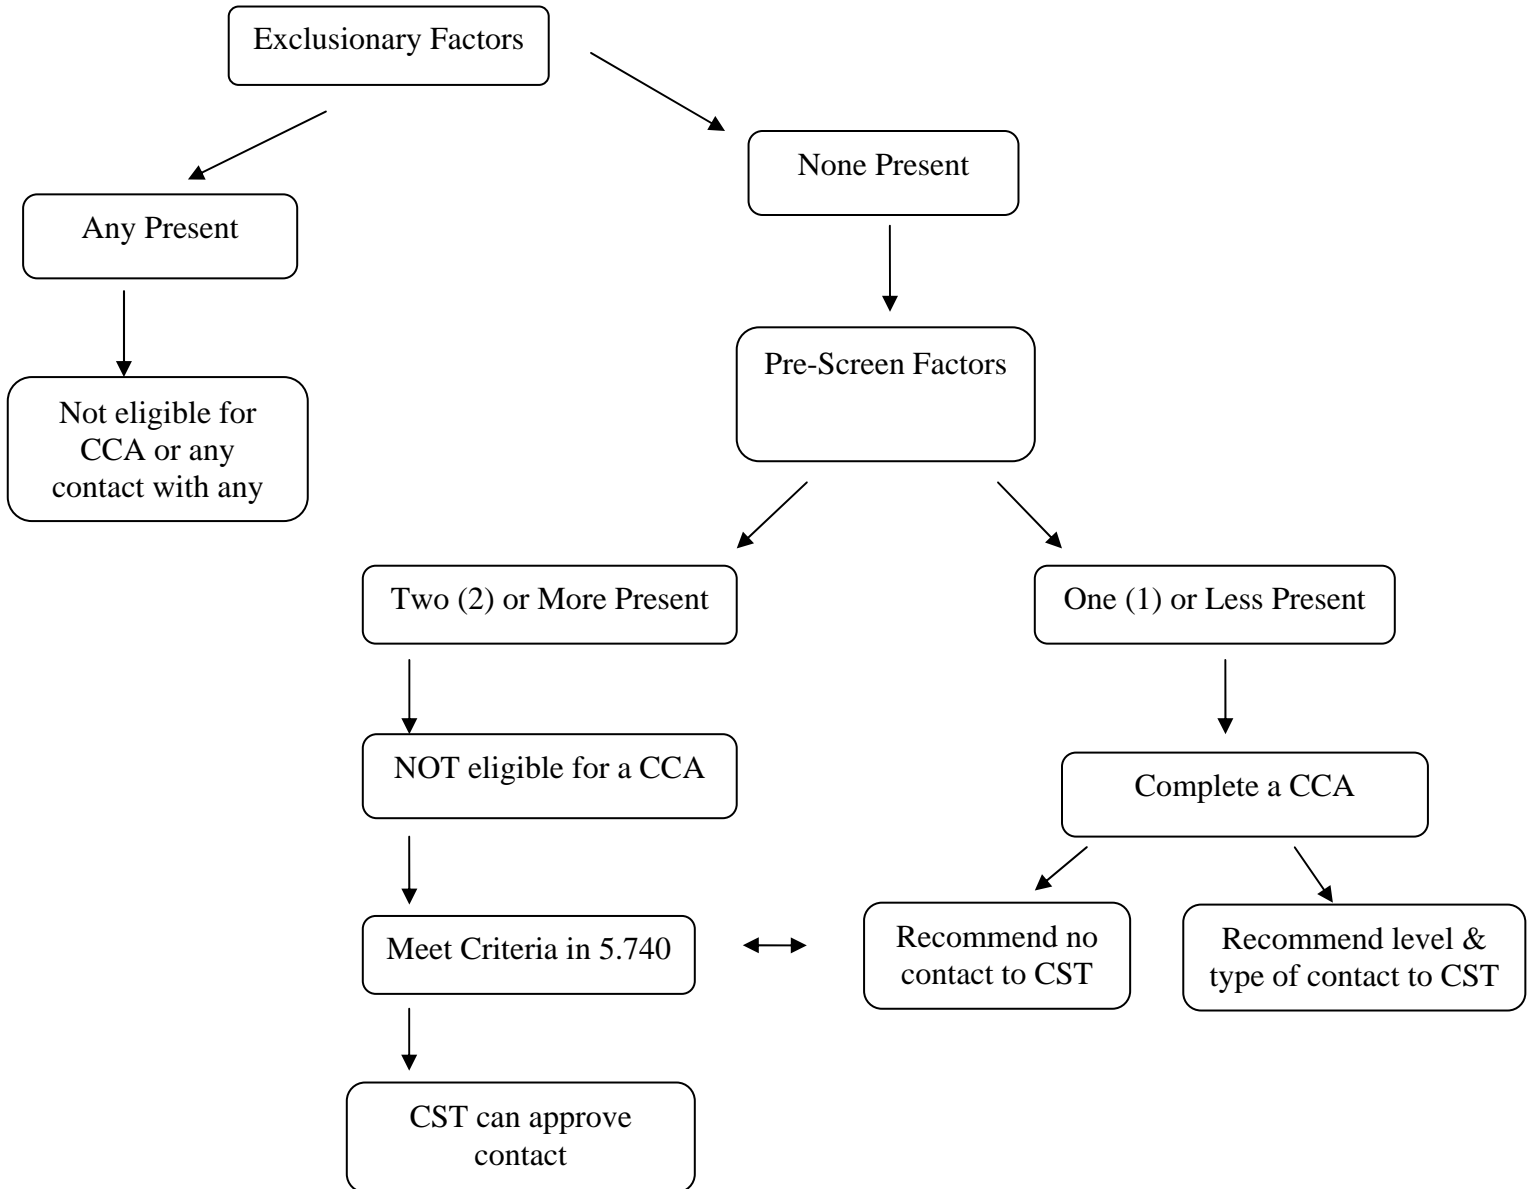 Exclusionary Factors
None Present
Any Present
Pre-Screen Factors
Not eligible for
CCA or any
contact with any
Two (2) or More Present
One (1) or Less Present
NOT eligible for a CCA
Complete a CCA
Meet Criteria in 5.740
Recommend no
contact to CST
Recommend level &
type of contact to CST
CST can approve
contact